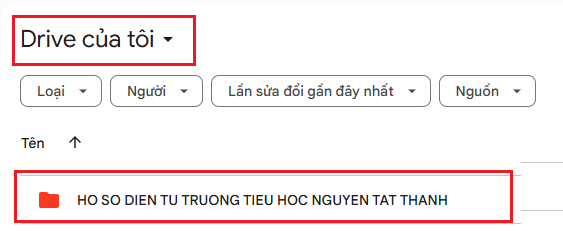 Drive của tôi
Loại Người Lần sửa đổi gần đây nhất Nguồn
Tên
HO SO DIEN TU TRUONG TIEU HOC NGUYEN TAT THANH